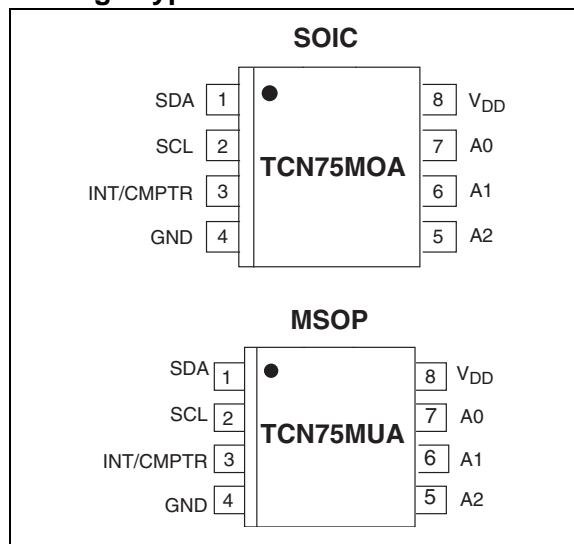 SOIC
SDA 1 8 VDD
SCL 2 7 A0
TCN75MOA
INT/CMPTR 3 6 A1
GND 4 5 A2
MSOP
SDA 1 8 VDD
SCL 2 7 A0
TCN75MUA
INT/CMPTR 3 6 A1
GND 4 5 A2